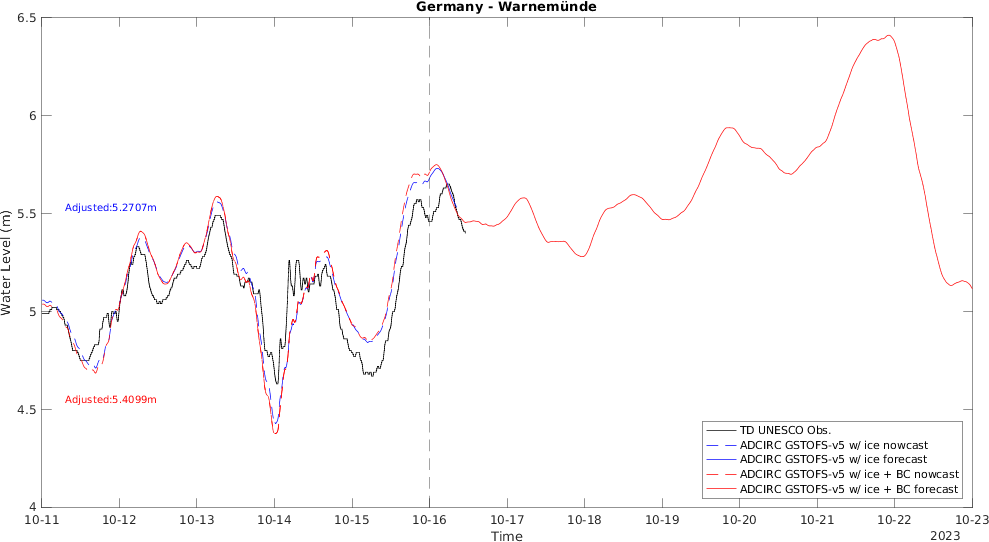 Germany - Warnemünde
6.5
6
5.5
5
4.5
4
Water Level (m)
Adjusted:5.2707m
Adjusted:5.4099m
TD UNESCO Obs.
ADCIRC GSTOFS-v5 w/ ice nowcast
ADCIRC GSTOFS-v5 w/ ice forecast
ADCIRC GSTOFS-v5 w/ ice + BC nowcast
ADCIRC GSTOFS-v5 w/ ice + BC forecast
10-11 10-12 10-13 10-14 10-15 10-16 10-17 10-18 10-19 10-20 10-21 10-22 10-23
Time
2023